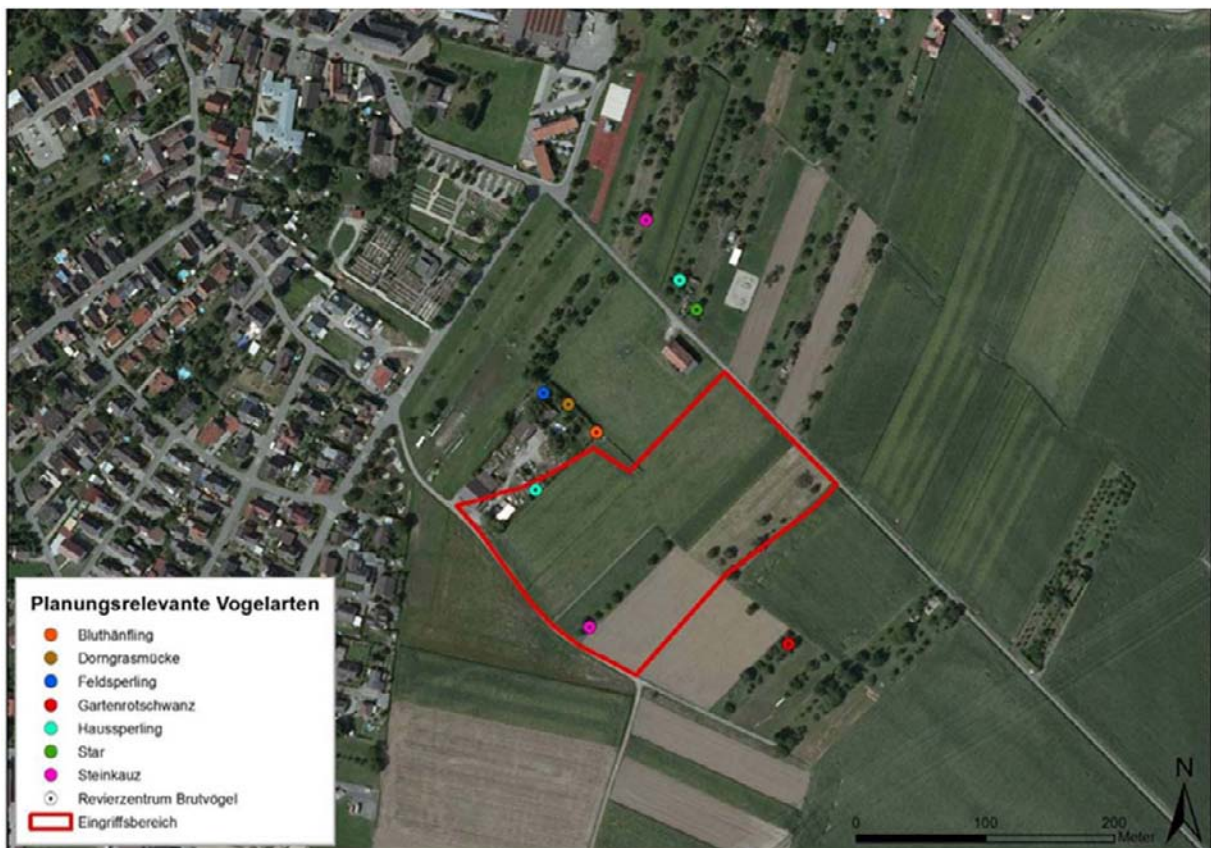 Planungsrelevante Vogelarten
Bluthänfling
Dorngrasmücke
Feldsperling
Gartenrotschwanz
Haussperling
Star
Steinkauz
Revierzentrum Brutvögel
Eingriffsbereich
N
0 100 200
Meter